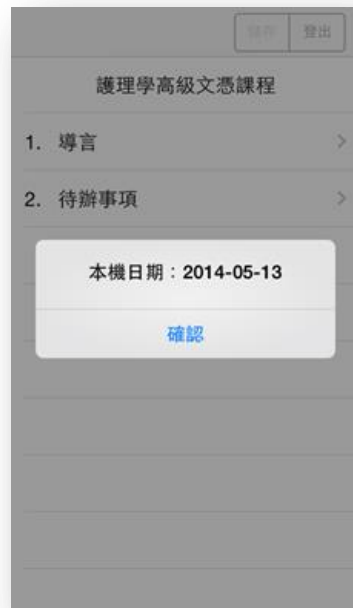 儲存 登出
護理學高級文憑課程
1. 導言
2. 待辦事項
本機日期：2014-05-13
確認